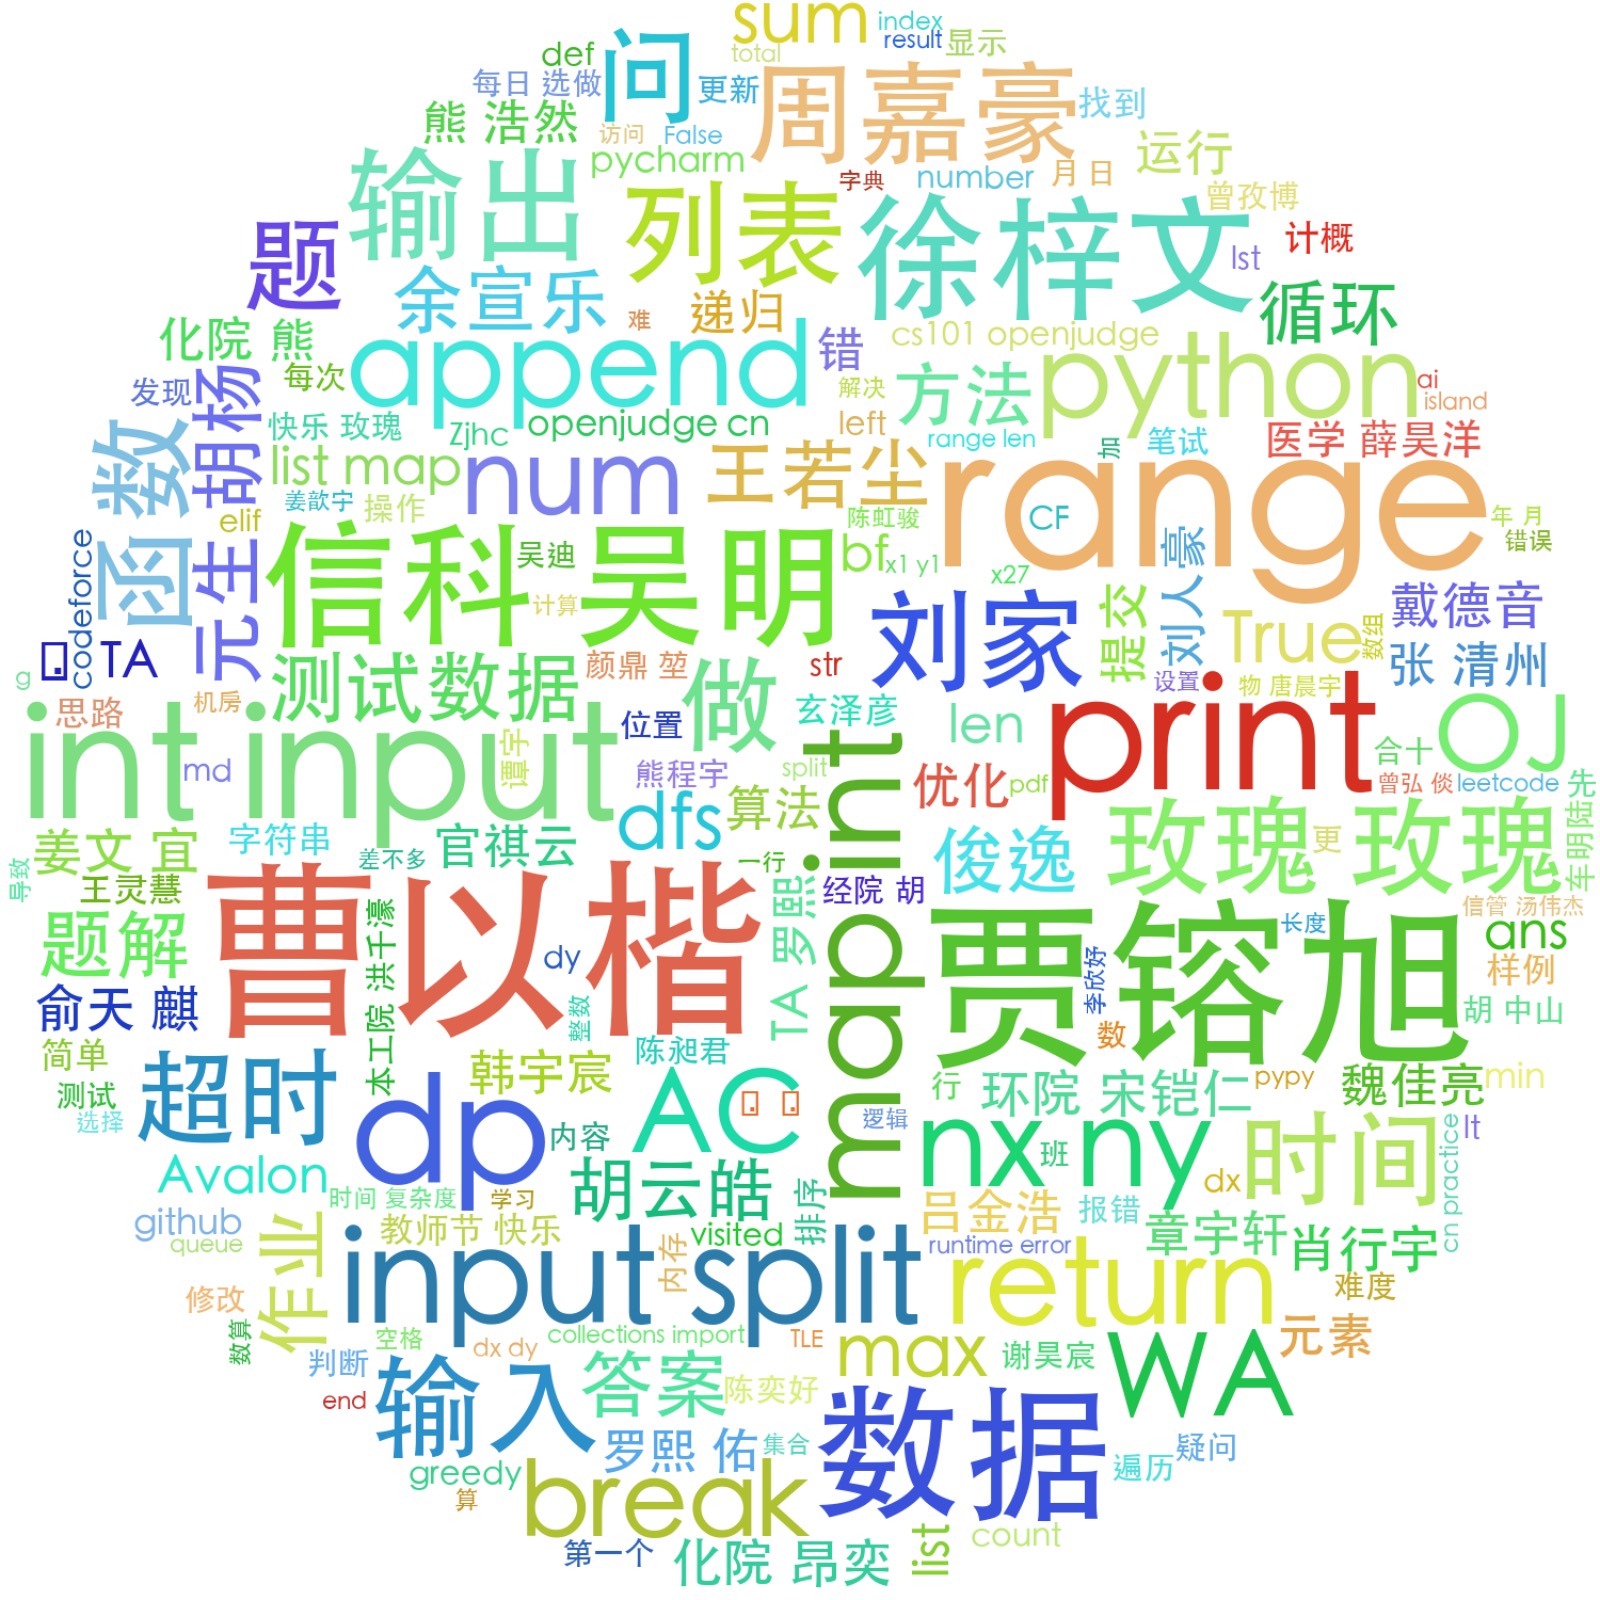 sum
index
result
显示
def
问
total
每日 选做
更新
周嘉豪
找到
熊 浩然
访问
False
pycharm
运行
输出
列表
字典
number
月 日
曾孜博
徐梓文
题
计概
lst
余宣乐
递归
循环
化院 熊
难
append
错
cs101 openjudge
python
发现
胡杨
每次
解决
方法
ai
island
函数
快乐 玫瑰
Zjhc
openjudge cn
left
range len
加
笔试
医学 薛昊洋
list map
num
王若尘
range
姜歆宇
操作
陈虹骏
CF
年 月
错误
elif
codeforce
元生
信科 吴明
吴迪
bf
x1 y1
x27
刘人豪
计算
刘家
提交
戴德音
True
数组
TA
测试数据
颜鼎 堃
做
str
设置
物 唐晨宇
张 清州
g
思路
机房
int input
位置
玄泽彦
len
print
OJ
合十
md
谭宇
熊程宇
split
map int
优化
pdf
曾弘 倓
leetcode
先
dfs
算法
玫瑰 玫瑰
更
姜文 宜
字符串
官祺云
俊逸
车明陆
导致
王灵慧
差不多
一行
曹以楷
TA 罗熙
经院 胡
贾镕旭
长度
信管 汤伟杰
题解
本工院 洪千濠
dy
李欣妤
ans
样例
俞天 麒
整数
数
胡 中山
简单
超时
韩宇宸
陈昶君
测试
dp
AC
行
环院 宋铠仁
pypy
魏佳亮
min
选择
内容
逻辑
nx ny
班
时间
cn practice
lt
Avalon
胡云皓
dx
时间 复杂度
学习
排序
github
作业
教师节 快乐
visited
吕金浩
报错
章宇轩
肖行宇
queue
input split
内存
runtime error
return
难度
修改
数算
空格
dx dy
collections import
TLE
max
谢昊宸
WA
元素
判断
输入
答案
陈奕好
数据
end
罗熙 佑
集合
疑问
greedy
遍历
算
break
第一个
化院 昂奕
list
count